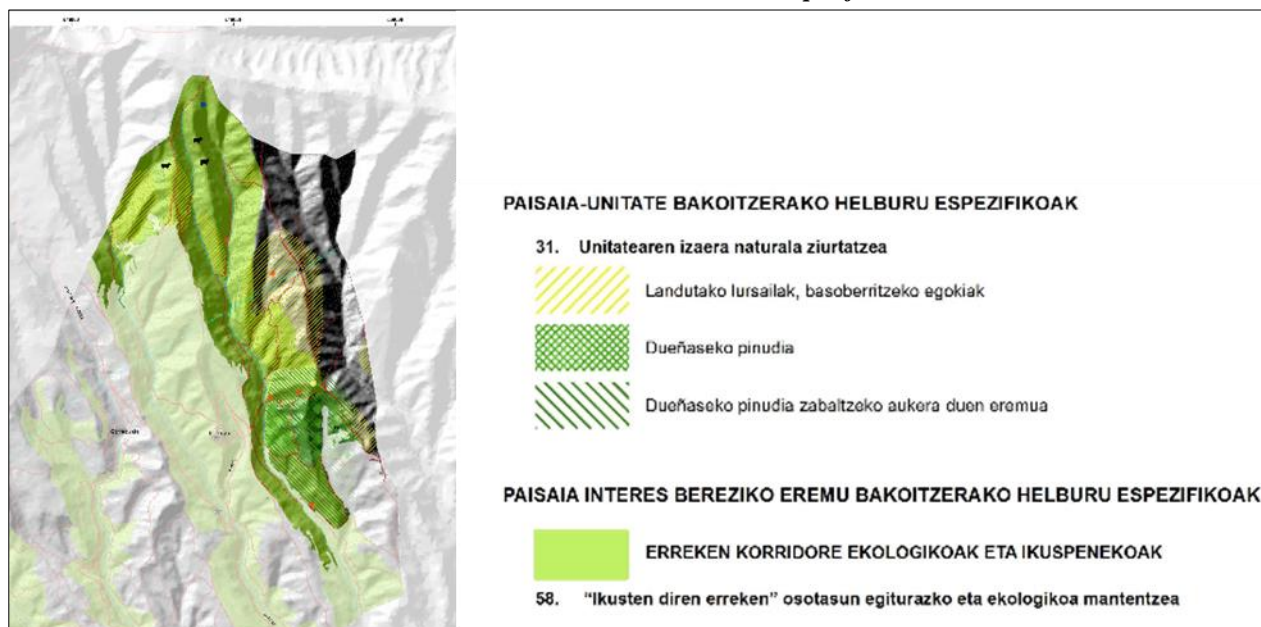 PAISAIA-UNITATE BAKOITZERAKO HELBURU ESPEZIFIKOAK
31. Unitatearen izaera naturala ziurtatzea
Landutako lursailak, basoberritzeko egokiak
Dueñaseko pinudia
Dueñaseko pinudia zabaltzeko aukera duen eremua
PAISAIA INTERES BEREZIKO EREMU BAKOITZERAKO HELBURU ESPEZIFIKOAK
ERREKEN KORRIDORE EKOLOGIKOAK ETA IKUSPENEKOAK
58. "Ikusten diren erreken" osotasun egiturazko eta ekologikoa mantentzea